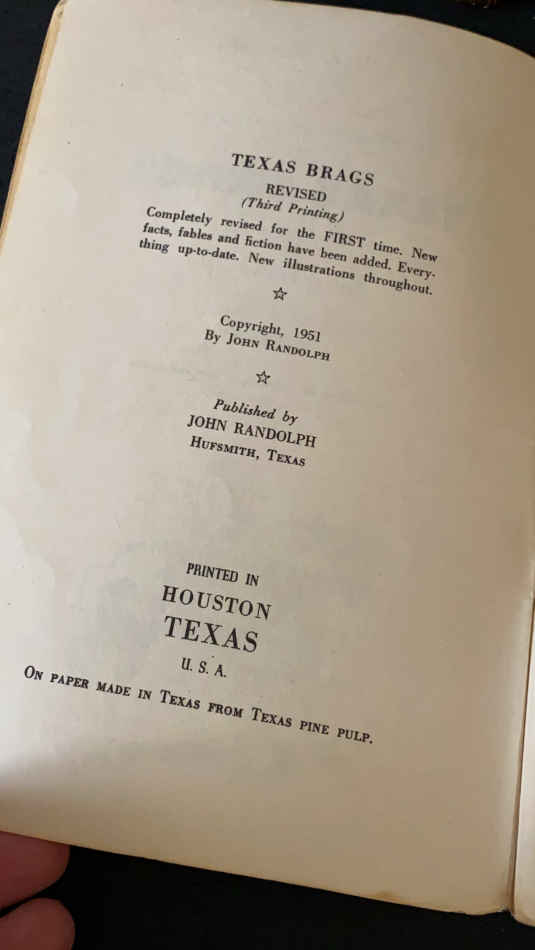 TEXAS BRAGS
REVISED
(Third Printing)
Completely revised for the FIRST time. New
facts, fables and fiction have been added. Every-
thing up-to-date. New illustrations throughout.
☆
Copyright, 1951
By JOHN RANDOLPH
☆
Published by
JOHN RANDOLPH
HUFSMITH, TEXAS
PRINTED IN
HOUSTON
TEXAS
U. S. A.
ON PAPER MADE IN TEXAS FROM TEXAS PINE PULP.